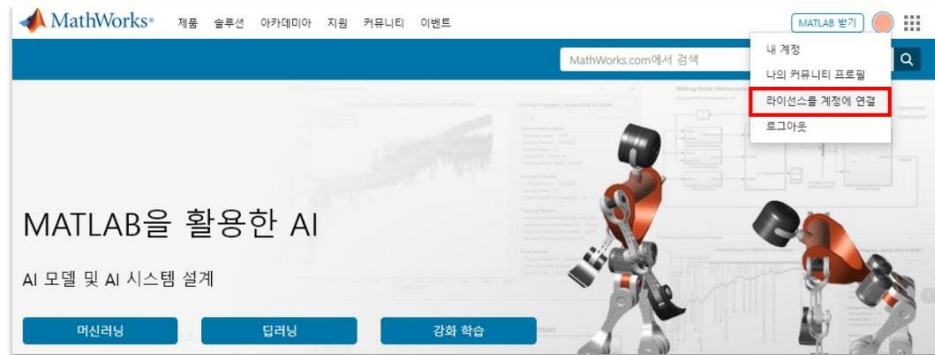 MathWorks®
제품 솔루션 아카데미아 지원 커뮤니티 이벤트
MATLAB 받기
MathWorks.com에서 검색
내 계정
나의 커뮤니티 프로필
라이선스를 계정에 연결
로그아웃
MATLAB을 활용한 AI
AI 모델 및 AI 시스템 설계
머신러닝 딥러닝 강화 학습